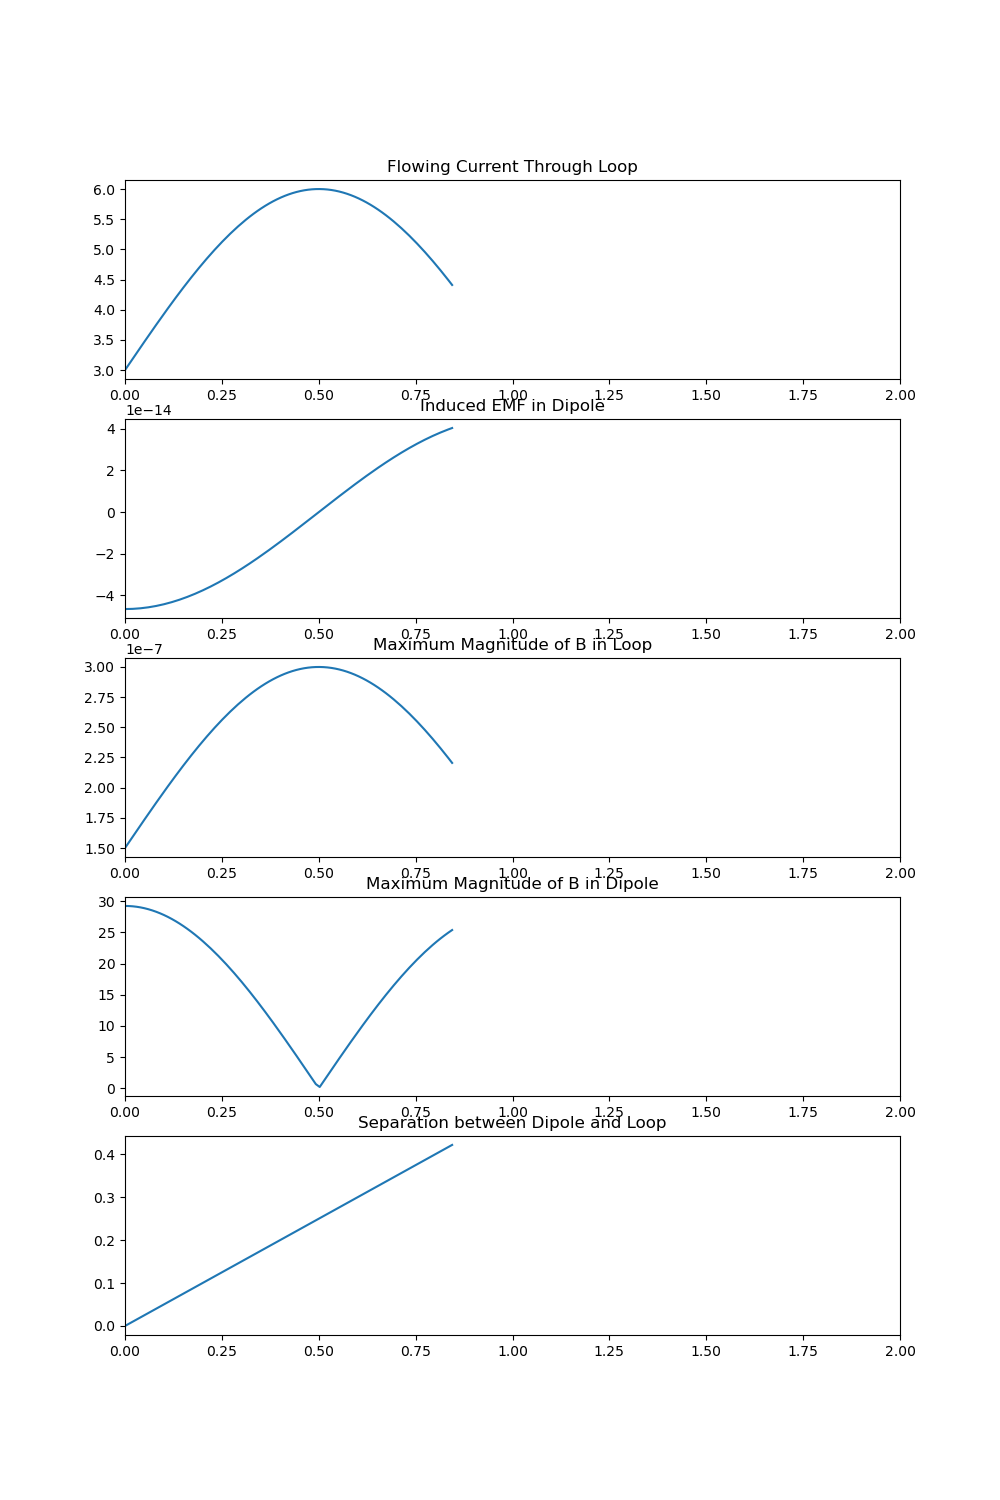 Flowing Current Through Loop
6.0
5.5
5.0
4.5
4.0
3.5
3.0
0.00 0.25 0.50 0.75 1.00 1.25 1.50 1.75 2.00
Induced EMF in Dipole
1e−14
4
2
0
−2
−4
0.00 0.25 0.50 0.75 1.00 1.25 1.50 1.75 2.00
Maximum Magnitude of B in Loop
1e−7
3.00
2.75
2.50
2.25
2.00
1.75
1.50
0.00 0.25 0.50 0.75 1.00 1.25 1.50 1.75 2.00
Maximum Magnitude of B in Dipole
30
25
20
15
10
5
0
0.00 0.25 0.50 0.75 1.00 1.25 1.50 1.75 2.00
Separation between Dipole and Loop
0.4
0.3
0.2
0.1
0.0
0.00 0.25 0.50 0.75 1.00 1.25 1.50 1.75 2.00